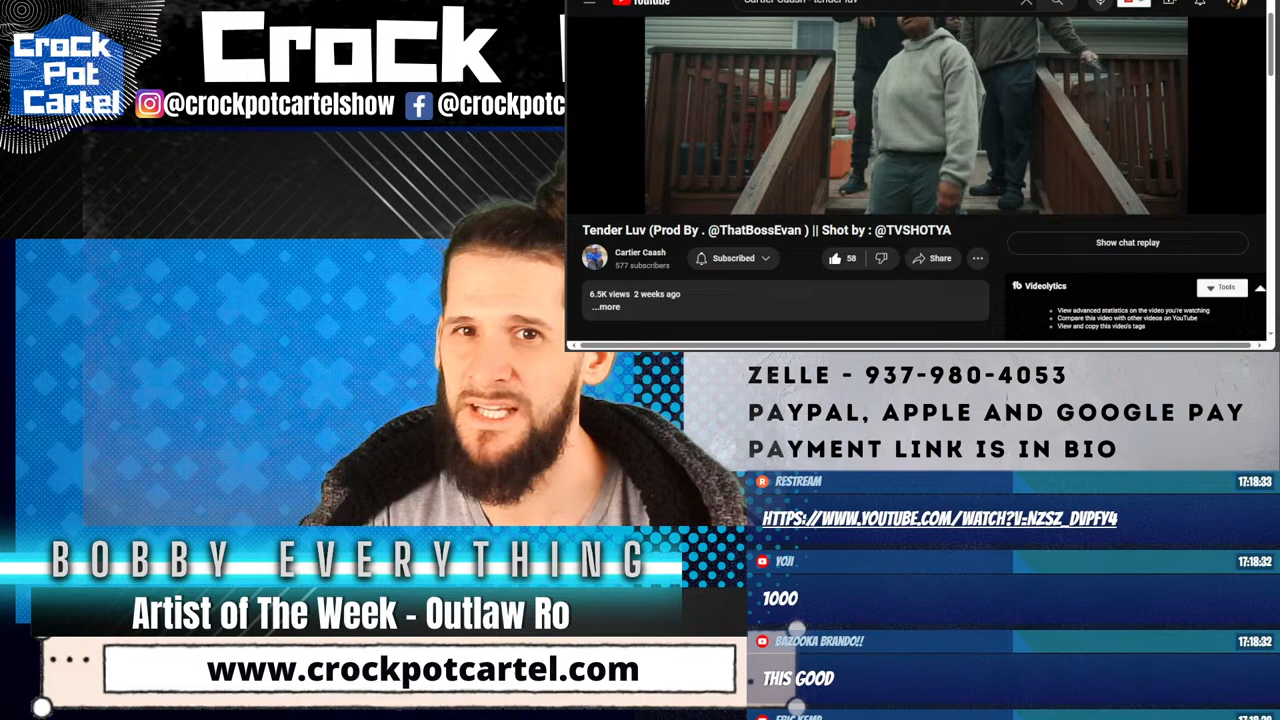 Crock
Pot
Cartel
Crock
@crockpotcartelshow
@crockpotc
YouTube
Tender Luv (Prod By . @ThatBossEvan ) || Shot by : @TVSHOTYA
Cartier Caash
577 subscribers
Subscribed
58
Share
6.5K views 2 weeks ago
...more
Show chat replay
Videolytics
Tools
View advanced statistics on the video you're watching
Compare this video with other videos on YouTube
View and copy this video's tags
ZELLE - 937-980-4053
PAYPAL, APPLE AND GOOGLE PAY
PAYMENT LINK IS IN BIO
RESTREAM
17:18:33
HTTPS://WWW.YOUTUBE.COM/WATCH?V=NZSZ_DVPFY4
YOJI
17:18:32
1000
BAZOOKA BRANDO!!
17:18:32
THIS GOOD
BOBBY EVERYTHING
Artist of The Week - Outlaw Ro
www.crockpotcartel.com